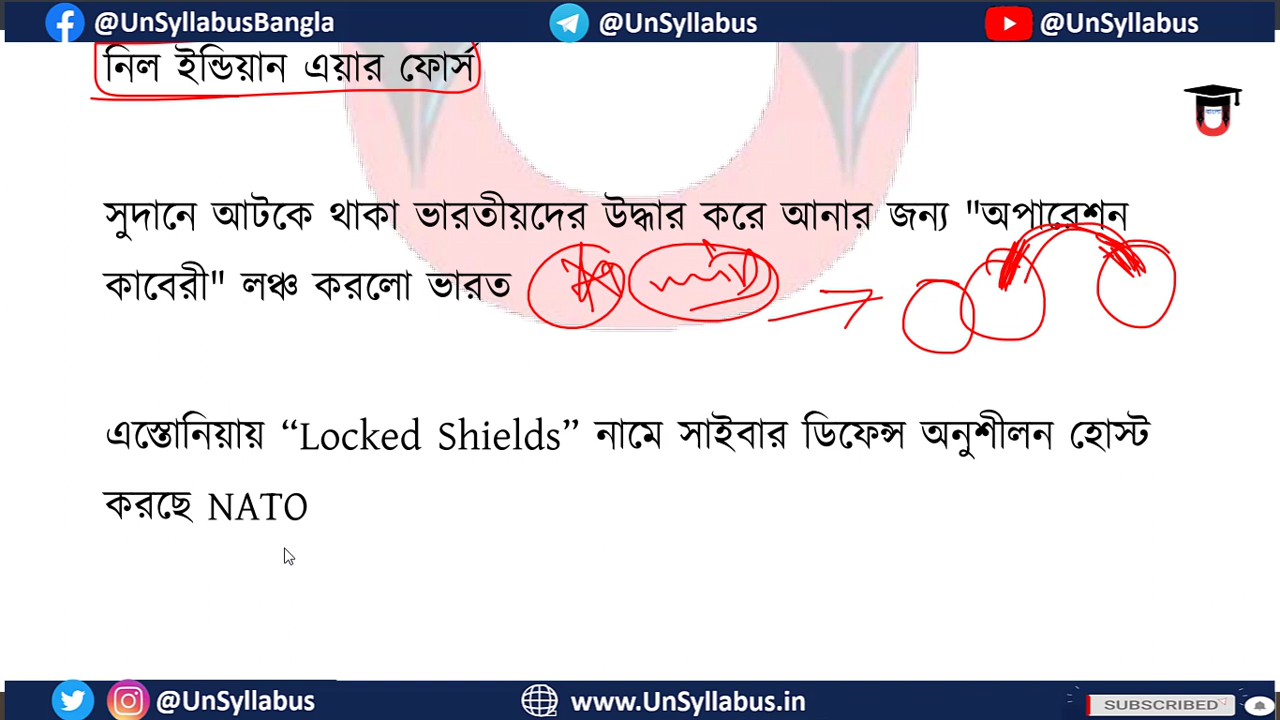 @UnSyllabusBangla @UnSyllabus @UnSyllabus
নিল ইন্ডিয়ান এয়ার ফোর্স
সুদানে আটকে থাকা ভারতীয়দের উদ্ধার করে আনার জন্য "অপারেশন
কাবেরী" লঞ্চ করলো ভারত
এস্তোনিয়ায় “Locked Shields” নামে সাইবার ডিফেন্স অনুশীলন হোস্ট
করছে NATO
@UnSyllabus www.UnSyllabus.in SUBSCRIBED